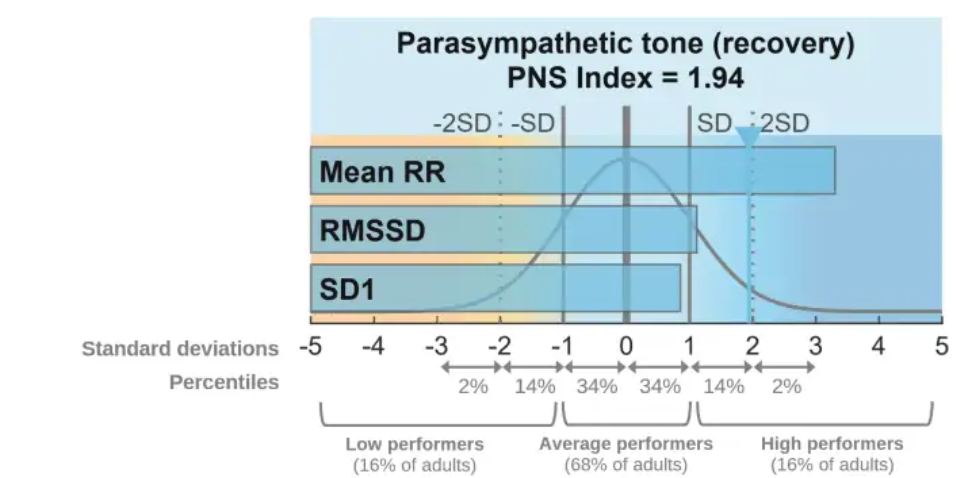 Parasympathetic tone (recovery)
PNS Index = 1.94
-2SD -SD SD 2SD
Mean RR
RMSSD
SD1
Standard deviations -5 -4 -3 -2 -1 0 1 2 3 4 5
Percentiles 2% 14% 34% 34% 14% 2%
Low performers Average performers High performers
(16% of adults) (68% of adults) (16% of adults)